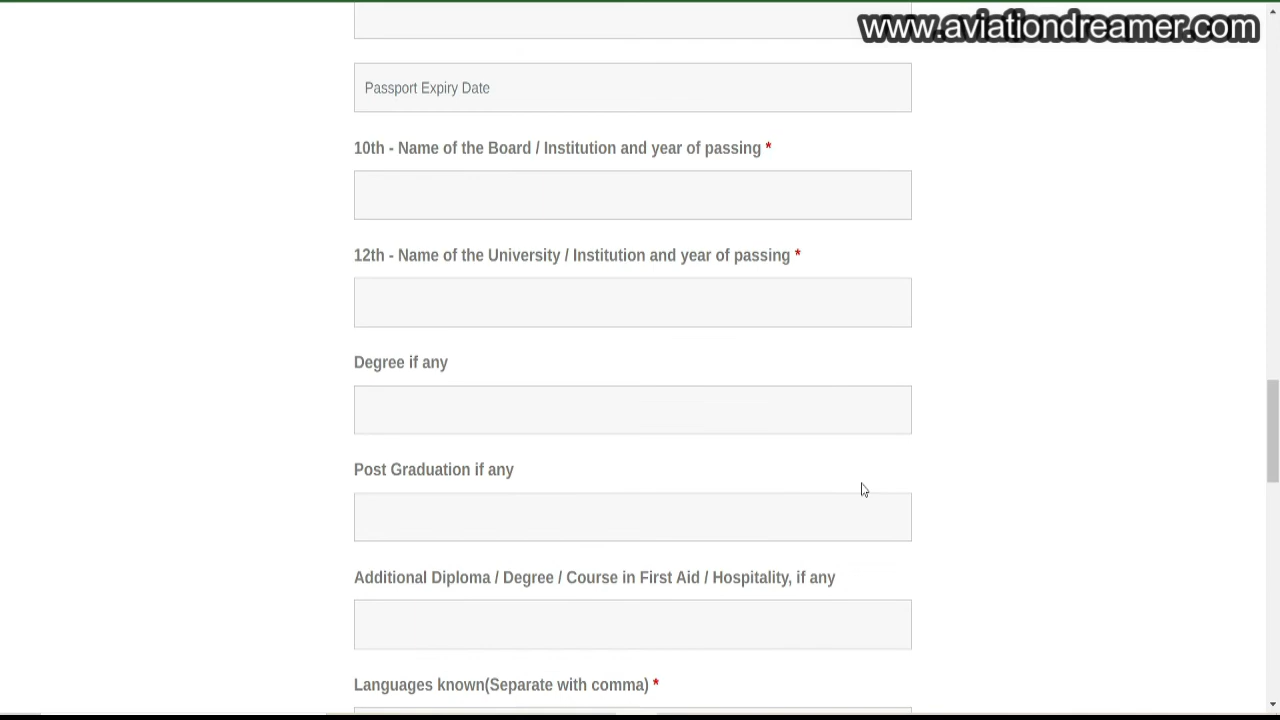 www.aviationdreamer.com
Passport Expiry Date
10th - Name of the Board / Institution and year of passing *
12th - Name of the University / Institution and year of passing *
Degree if any
Post Graduation if any
Additional Diploma / Degree / Course in First Aid / Hospitality, if any
Languages known(Separate with comma) *